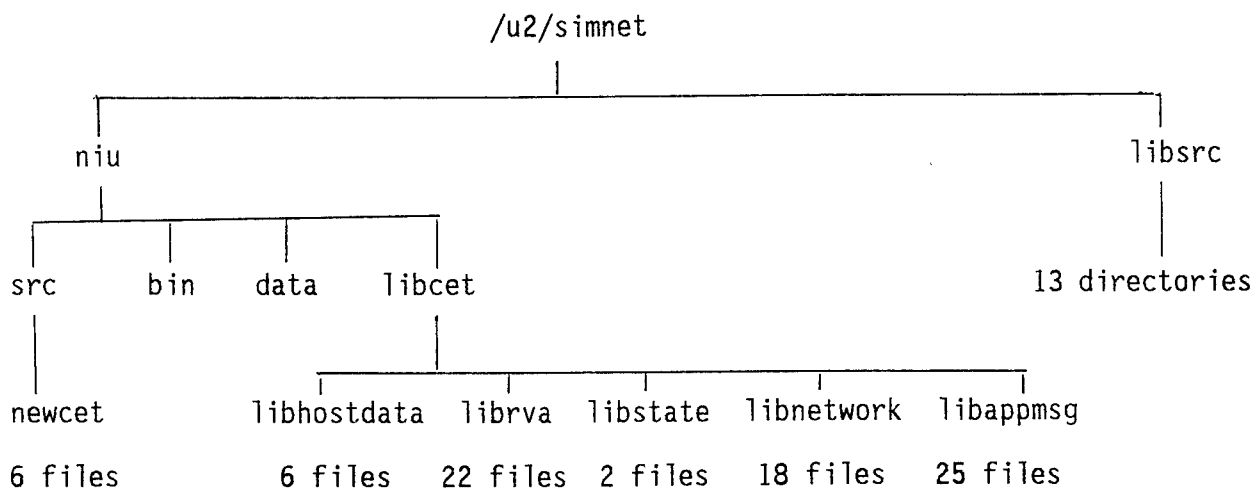 /u2/simnet
niu libsrc
src bin data libcet 13 directories
newcet libhostdata librva libstate libnetwork libappmsg
6 files 6 files 22 files 2 files 18 files 25 files